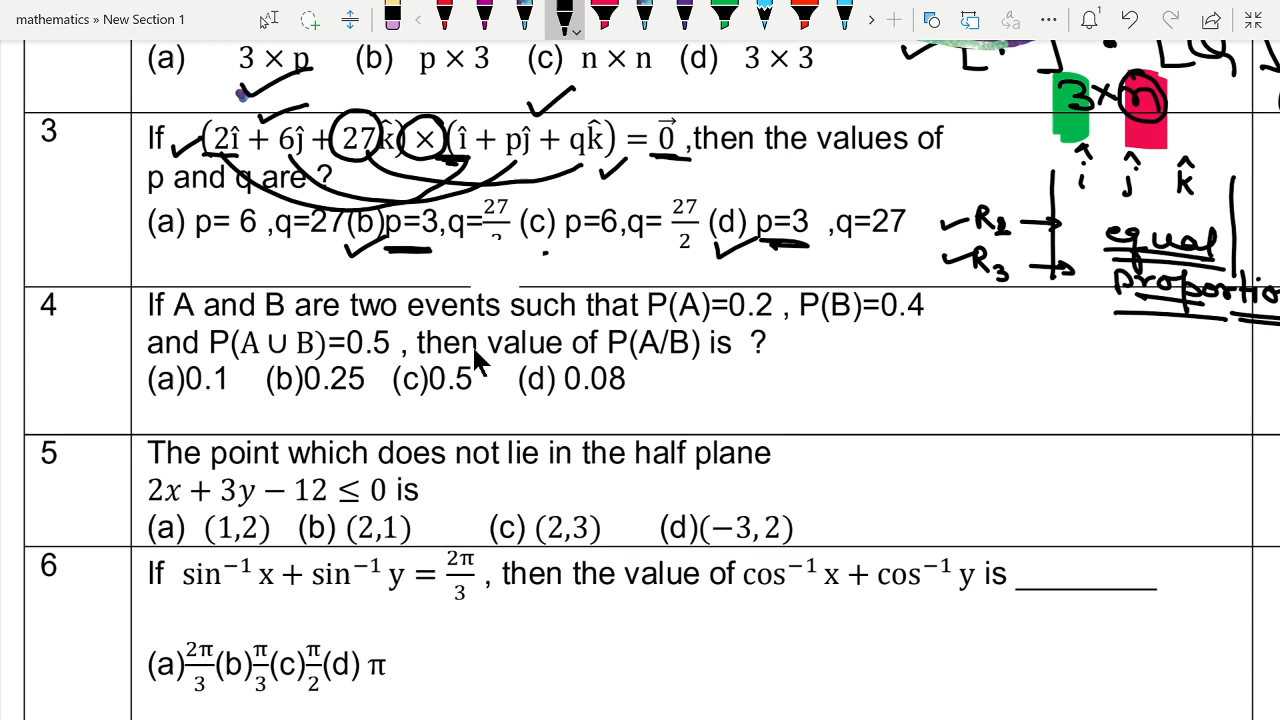 mathematics » New Section 1
(a) 3 × p (b) p × 3 (c) n × n (d) 3 × 3
3 × n
3 If (2î + 6ĵ + 27k̂) × (î + pĵ + qk̂) = 0⃗ ,then the values of
p and q are ?
(a) p= 6 ,q=27(b)p=3,q=27/2 (c) p=6,q= 27/2 (d) p=3 ,q=27
î ĵ k̂
R2 → equal
R3 → proportio
4 If A and B are two events such that P(A)=0.2 , P(B)=0.4
and P(A ∪ B)=0.5 , then value of P(A/B) is ?
(a)0.1 (b)0.25 (c)0.5 (d) 0.08
5 The point which does not lie in the half plane
2x + 3y − 12 ≤ 0 is
(a) (1,2) (b) (2,1) (c) (2,3) (d)(−3, 2)
6 If sin⁻¹ x + sin⁻¹ y = 2π/3 , then the value of cos⁻¹ x + cos⁻¹ y is _________
(a)2π/3(b)π/3(c)π/2(d) π